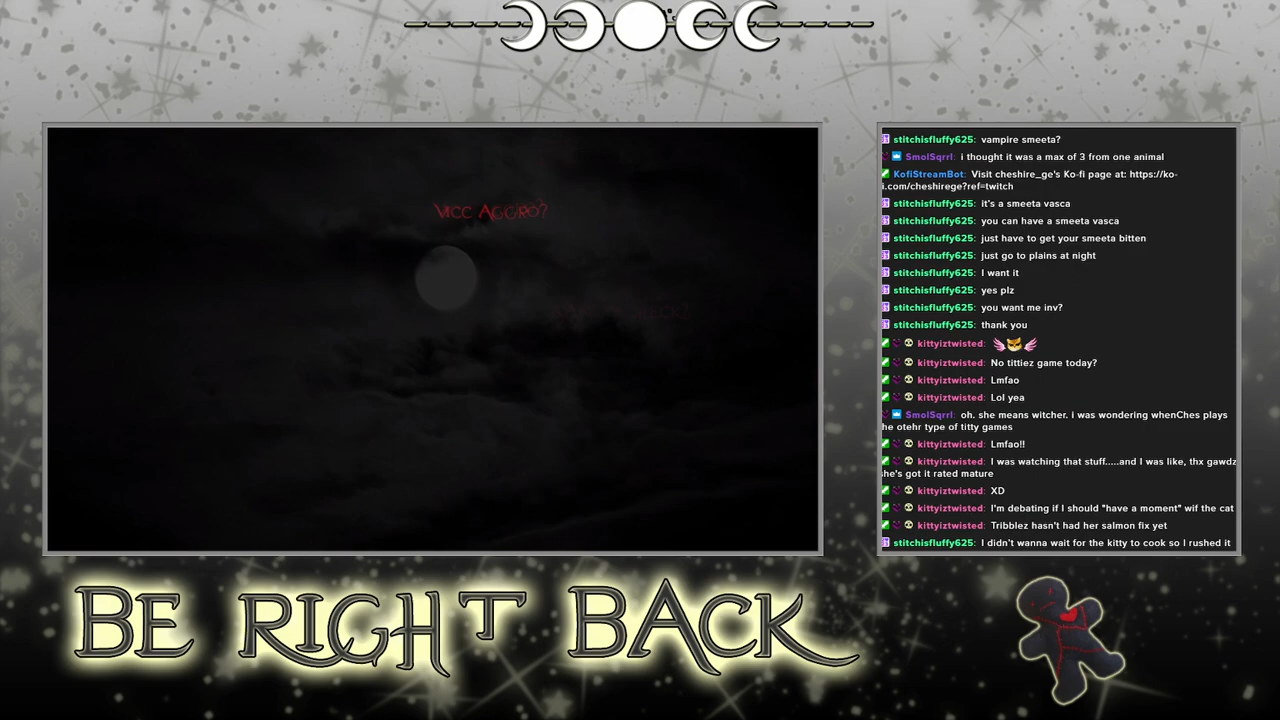 Vicc Aggro?
stitchisfluffy625: vampire smeeta?
SmolSqrrl: i thought it was a max of 3 from one animal
KofiStreamBot: Visit cheshire_ge's Ko-fi page at: https://ko-
i.com/cheshirege?ref=twitch
stitchisfluffy625: it's a smeeta vasca
stitchisfluffy625: you can have a smeeta vasca
stitchisfluffy625: just have to get your smeeta bitten
stitchisfluffy625: just go to plains at night
stitchisfluffy625: I want it
stitchisfluffy625: yes plz
stitchisfluffy625: you want me inv?
stitchisfluffy625: thank you
kittyiztwisted:
kittyiztwisted: No tittiez game today?
kittyiztwisted: Lmfao
kittyiztwisted: Lol yea
SmolSqrrl: oh. she means witcher. i was wondering whenChes plays
he otehr type of titty games
kittyiztwisted: Lmfao!!
kittyiztwisted: I was watching that stuff.....and I was like, thx gawdz
she's got it rated mature
kittyiztwisted: XD
kittyiztwisted: I'm debating if I should "have a moment" wif the cat
kittyiztwisted: Tribblez hasn't had her salmon fix yet
stitchisfluffy625: I didn't wanna wait for the kitty to cook so I rushed it
Be Right Back